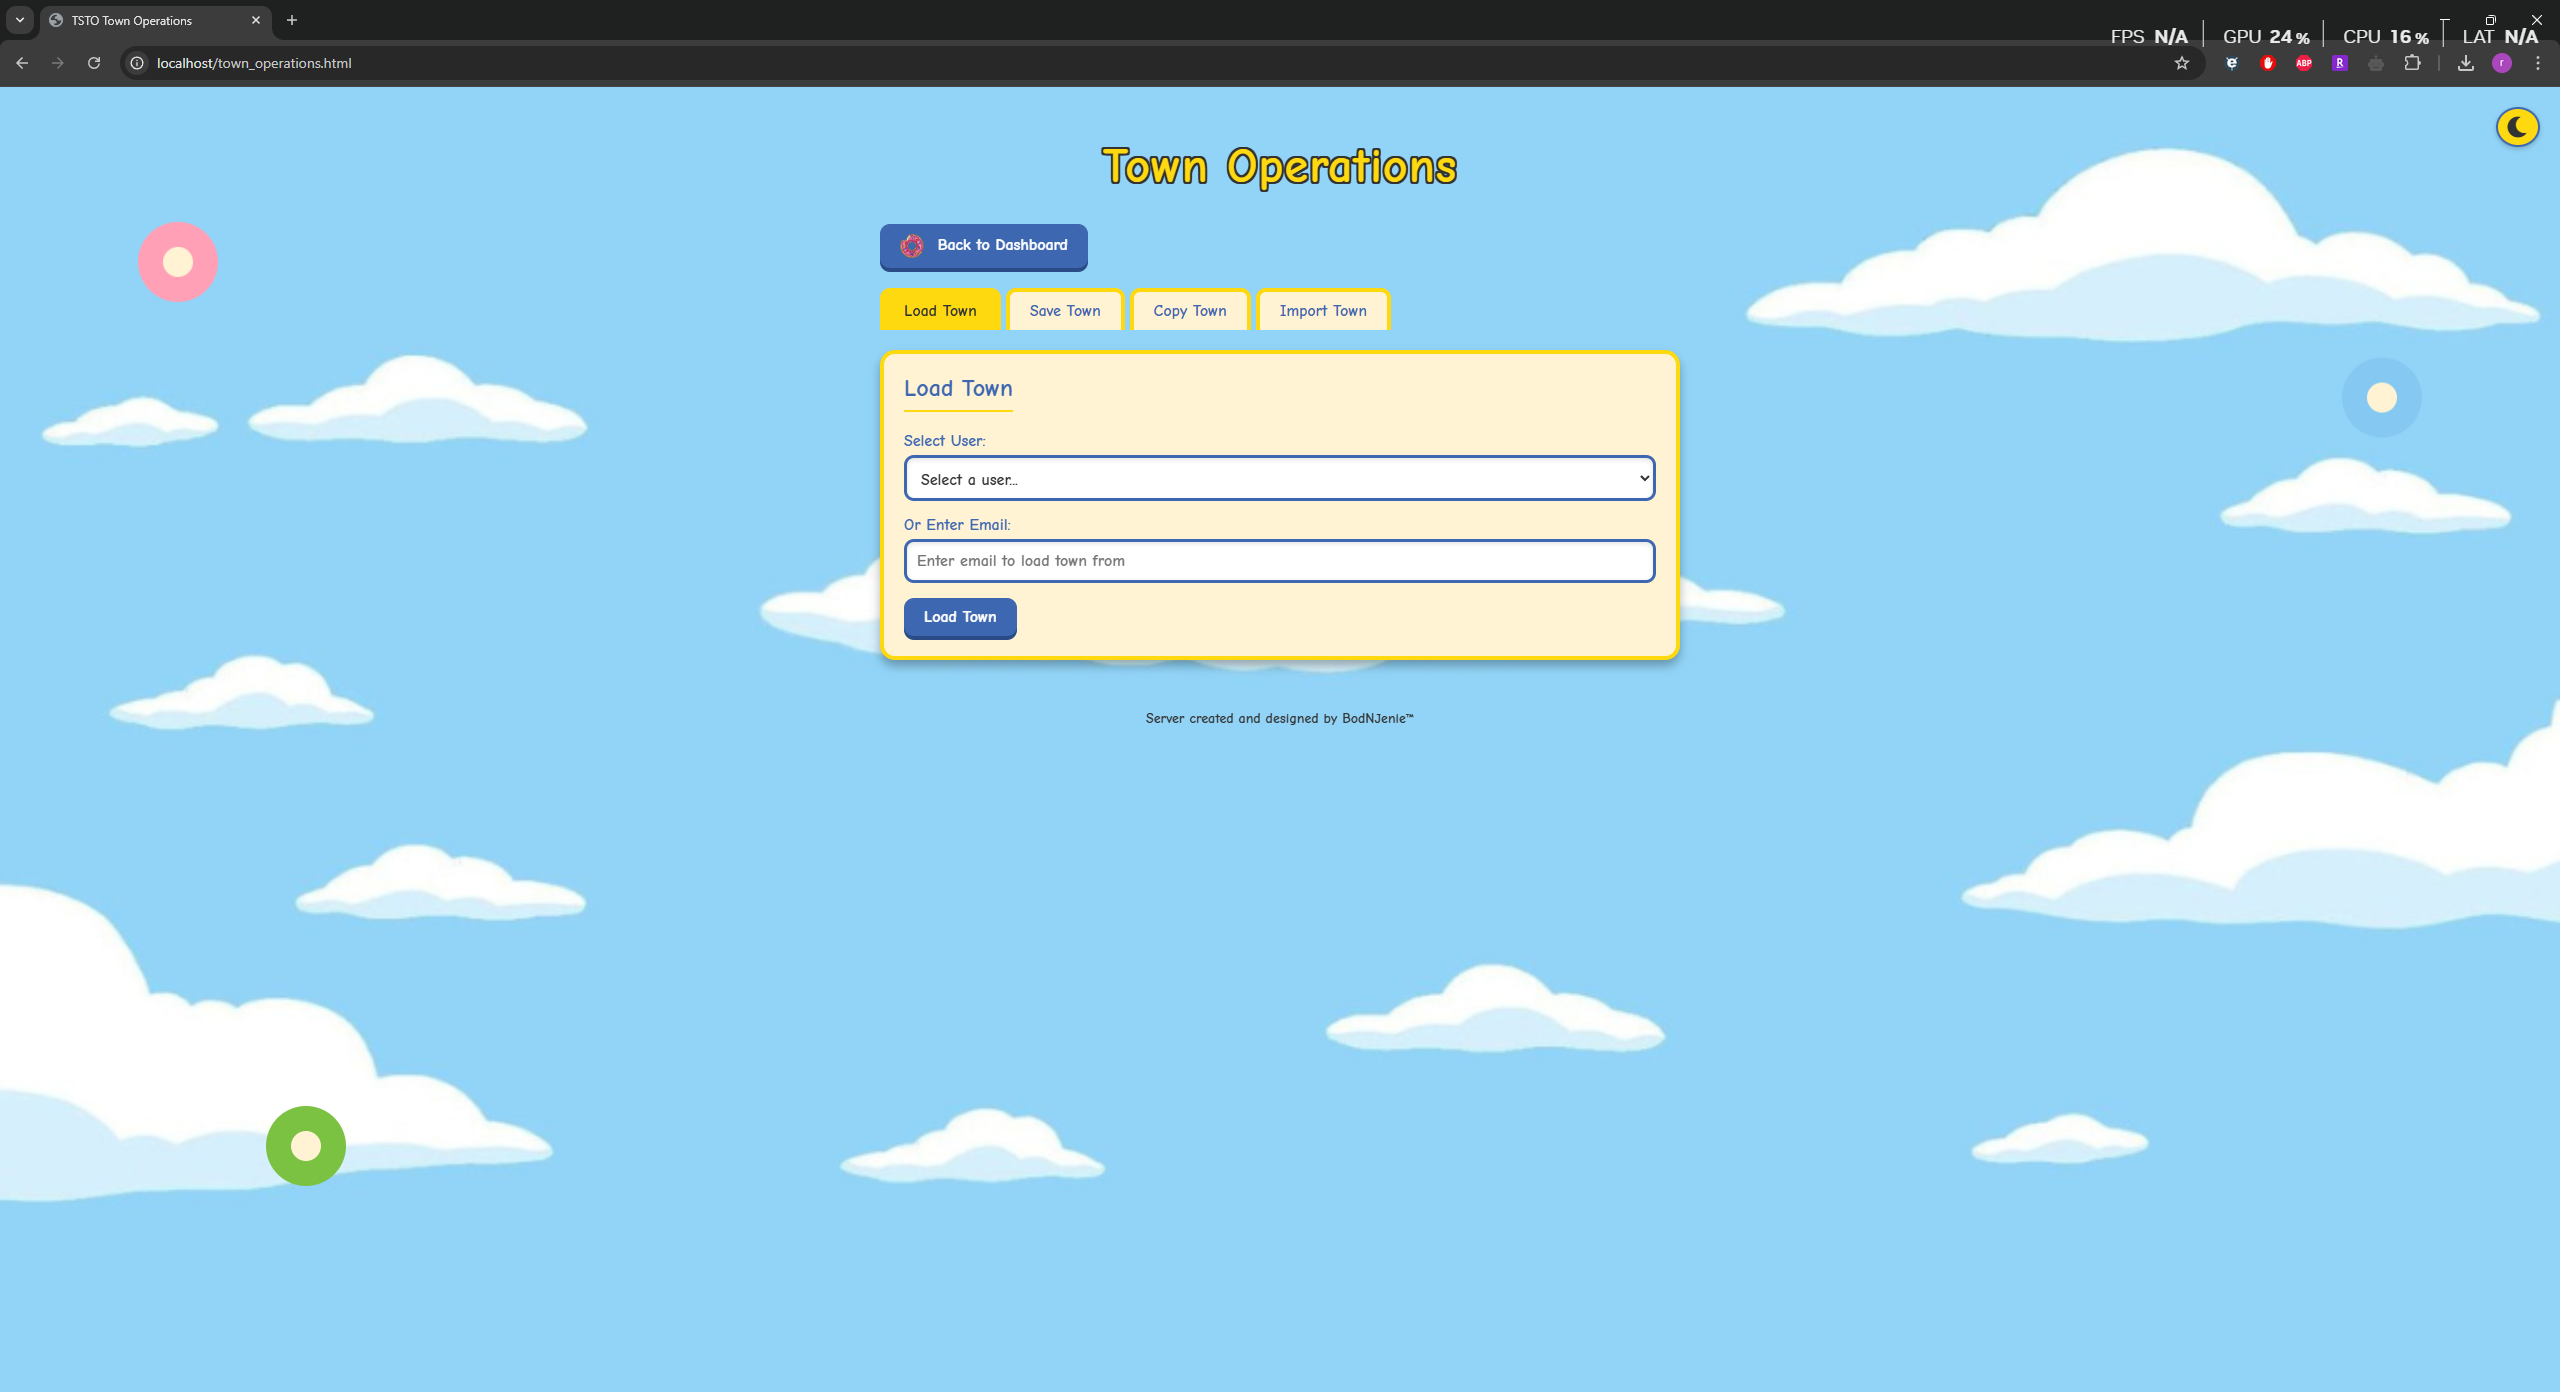 TSTO Town Operations
FPS N/A GPU 24 % CPU 16 % LAT N/A
localhost/town_operations.html
ABP
R
r
Town Operations
Back to Dashboard
Load Town Save Town Copy Town Import Town
Load Town
Select User:
Select a user...
Or Enter Email:
Enter email to load town from
Load Town
Server created and designed by BodNJenie™